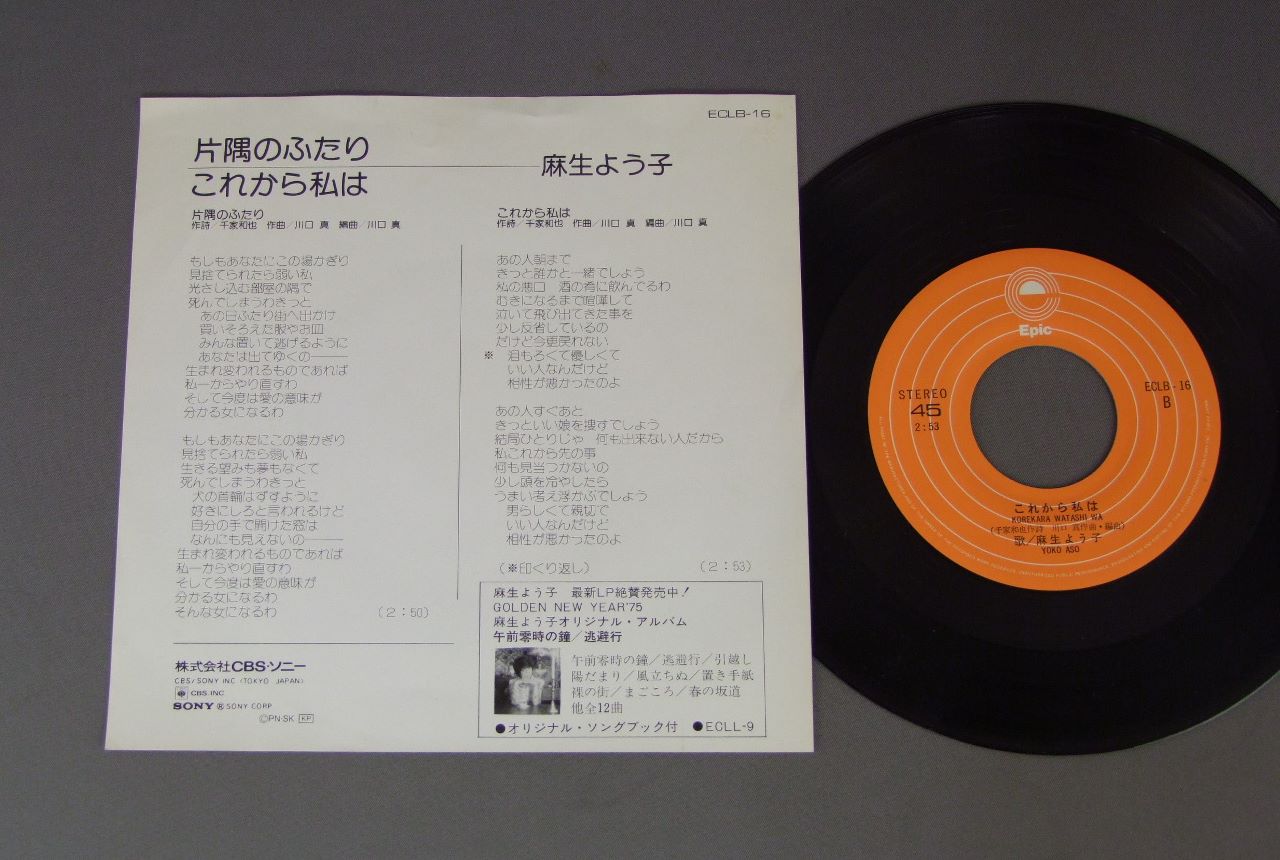 ECLB-16
片隅のふたり
これから私は
麻生よう子
片隅のふたり
作詩/千家和也 作曲/川口 真 編曲/川口 真
もしもあなたにこの場かぎり
見捨てられたら弱い私
光さし込む部屋の隅で
死んでしまうわきっと
あの日ふたり街へ出かけ
買いそろえた服やお皿
みんな置いて逃げるように
あなたは出てゆくの――
生まれ変われるものであれば
私一からやり直すわ
そして今度は愛の意味が
分かる女になるわ
もしもあなたにこの場かぎり
見捨てられたら弱い私
生きる望みも夢もなくて
死んでしまうわきっと
犬の首輪はずすように
好きにしろと言われるけど
自分の手で開けた窓は
なんにも見えないの――
生まれ変われるものであれば
私一からやり直すわ
そして今度は愛の意味が
分かる女になるわ
そんな女になるわ (2:50)
株式会社CBS・ソニー
CBS/SONY INC (TOKYO JAPAN)
CBS INC
SONY ® SONY CORP
©PN・SK KP
これから私は
作詩/千家和也 作曲/川口 真 編曲/川口 真
あの人朝まで
きっと誰かと一緒でしよう
私の悪口 酒の肴に飲んでるわ
むきになるまで喧嘩して
泣いて飛び出てきた事を
少し反省しているの
だけど今更戻れない
※ 泪もろくて優しくて
いい人なんだけど
相性が悪かったのよ
あの人すぐあと
きっといい娘を捜すでしよう
結局ひとりじゃ 何も出来ない人だから
私これから先の事
何も見当つかないの
少し頭を冷やしたら
うまい考え浮かぶでしよう
男らしくて親切で
いい人なんだけど
相性が悪かったのよ
(※印くり返し) (2:53)
麻生よう子 最新LP絶賛発売中!
GOLDEN NEW YEAR'75
麻生よう子オリジナル・アルバム
午前零時の鐘/逃避行
午前零時の鐘/逃避行/引越し
陽だまり/風立ちぬ/置き手紙
裸の街/まごころ/春の坂道
他全12曲
●オリジナル・ソングブック付 ●ECLL-9
Epic
STEREO
45
2:53
ECLB-16
B
これから私は
KOREKARA WATASHI WA
(千家和也作詩 川口 真作曲・編曲)
歌/麻生よう子
YOKO ASO